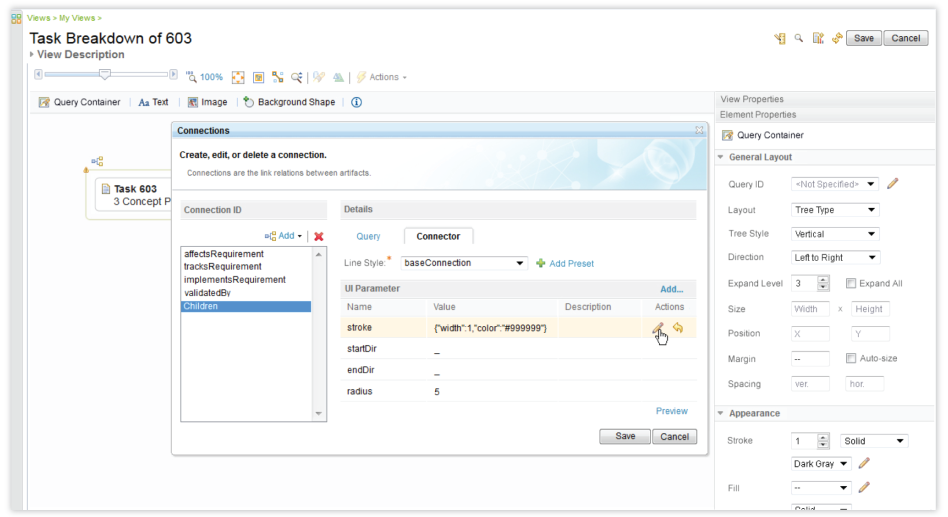 Views > My Views >
Task Breakdown of 603
View Description
Save Cancel
100% Actions
Query Container Aa Text Image Background Shape
View Properties
Element Properties
Query Container
Task 603
3 Concept P
Connections
Create, edit, or delete a connection.
Connections are the link relations between artifacts.
Connection ID
Add
affectsRequirement
tracksRequirement
implementsRequirement
validatedBy
Children
Details
Query Connector
Line Style:* baseConnection Add Preset
UI Parameter Add...
Name Value Description Actions
stroke {"width":1,"color":"#999999"}
startDir _
endDir _
radius 5
Preview
Save Cancel
General Layout
Query ID <Not Specified>
Layout Tree Type
Tree Style Vertical
Direction Left to Right
Expand Level 3 Expand All
Size Width x Height
Position X Y
Margin -- Auto-size
Spacing ver. hor.
Appearance
Stroke 1 Solid
Dark Gray
Fill --
Solid